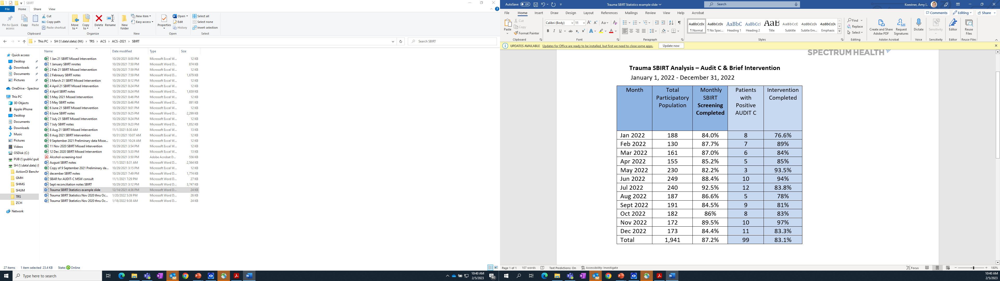 SBIRT
File Home Share View
Pin to Quick access
Copy
Paste
Cut
Copy path
Paste shortcut
Clipboard
Move to
Copy to
Delete
Rename
Organize
New folder
New item
Easy access
New
Properties
Open
Edit
History
Open
Select all
Select none
Invert selection
Select
This PC > SH (\\data\data) (M:) > TRS > ACS > ACS -2021 > SBIRT
Search SBIRT
Quick access
Desktop
Downloads
Documents
Pictures
OneDrive - Spectrur
This PC
3D Objects
Apple iPhone
Desktop
Documents
Downloads
Music
Pictures
Videos
OSDisk (C:)
PUB (\\public\put
SH (\\data\data) (I
ActionOI Benchr
GMH
SHMG
SHUM
TRS
ZCH
Network
Name Date modified Type Size
1 Jan 21 SBIRT Missed Intervention 10/29/2021 8:00 PM Microsoft Excel W... 12 KB
1 January SBIRT nnotes 10/29/2021 7:50 PM Microsoft Word D... 874 KB
2 Feb 21 SBIRT Missed Intervention 10/29/2021 7:59 PM Microsoft Excel W... 12 KB
2 Febraury SBIRT notes 10/29/2021 7:59 PM Microsoft Word D... 1,679 KB
3 March 21 SBIRT Missed Intervention 10/29/2021 8:12 PM Microsoft Excel W... 12 KB
4 April 21 SBIRT Missed Intervention 10/29/2021 8:24 PM Microsoft Excel W... 12 KB
4 April SBIRT notes 10/29/2021 8:24 PM Microsoft Word D... 1,659 KB
5 May 2021 Missed Intervention 10/29/2021 8:46 PM Microsoft Excel W... 12 KB
5 May SBIRT notes 10/29/2021 8:46 PM Microsoft Word D... 891 KB
6 June 21 SBIRT Missed Intervention 10/29/2021 9:01 PM Microsoft Excel W... 12 KB
6 June SBIRT notes 10/29/2021 9:25 PM Microsoft Word D... 2,299 KB
7 July 21 SBIRT Missed Intervention 10/29/2021 9:24 PM Microsoft Excel W... 12 KB
7 July SBIRT notes 10/29/2021 9:23 PM Microsoft Word D... 1,852 KB
8 Aug 21 SBIRT Missed Intervention 11/1/2021 8:30 AM Microsoft Excel W... 13 KB
8 Aug 2021 SBIRT Intervention 10/31/2021 10:07 AM Microsoft Excel W... 12 KB
9 September 2021 Preliminary data Misse... 10/31/2021 10:24 AM Microsoft Excel W... 12 KB
11 Nov 2020 SBIRT Missed Intervention 10/29/2021 3:54 PM Microsoft Excel W... 12 KB
12 Dec 2020 SBIRT Missed Intervention 10/29/2021 5:33 PM Microsoft Excel W... 13 KB
Alcohol-screening-tool 10/29/2021 3:50 PM Adobe Acrobat D... 556 KB
August SBIRT notes 11/1/2021 8:31 AM Microsoft Word D... 2,564 KB
Copy of 9 September 2021 Preliminary da... 10/29/2021 3:15 PM Microsoft Excel W... 12 KB
december SBIRT notes 10/29/2021 7:49 PM Microsoft Word D... 1,774 KB
SBAR for AUDIT-C MSW consult 11/1/2021 7:29 PM Microsoft Word D... 27 KB
Sept reconciliation notes SBIRT 10/29/2021 3:12 PM Microsoft Word D... 3,747 KB
Trauma SBIRT Statistics example slide 12/14/2021 4:36 PM Microsoft Word D... 24 KB
Trauma SBIRT Statistics Nov 2020 thru Oc... 1/20/2022 5:39 PM Microsoft Word D... 26 KB
Trauma SBIRT Statistics Nov 2020 thru Oc... 1/18/2022 9:38 AM Microsoft Word D... 24 KB
27 items 1 item selected 23.4 KB State: Online
Type here to search
10:40 AM
2/5/2023
40
AutoSave Off
Trauma SBIRT Statistics example slide
Search
Koestner, Amy L.
File Home Insert Draw Design Layout References Mailings Review View Help Acrobat
Comments Editing Share
Paste
Cut
Copy
Format Painter
Clipboard
Calibri (Body) 11
Font
Paragraph
AaBbCcDc AaBbCcDc AaBbC AaBbCcI AaB AaBbCcD AaBbCcDt AaBbCcDt
¶ Normal ¶ No Spac... Heading 1 Heading 2 Title Subtitle Subtle Em... Emphasis
Styles
Find
Replace
Select
Editing
Create and Share Adobe PDF
Request Signatures
Adobe Acrobat
Dictate
Voice
Sensitivity
Sensitivity
Editor
Editor
Reuse Files
Reuse Files
UPDATES AVAILABLE Updates for Office are ready to be installed, but first we need to close some apps. Update now
SPECTRUM HEALTH
Trauma SBIRT Analysis – Audit C & Brief Intervention
January 1, 2022 - December 31, 2022
Month Total Participatory Population Monthly SBIRT Screening Completed Patients with Positive AUDIT C Intervention Completed
Jan 2022 188 84.0% 8 76.6%
Feb 2022 130 87.7% 7 89%
Mar 2022 161 87.0% 6 84%
Apr 2022 155 85.2% 5 85%
May 2022 230 82.2% 3 93.5%
Jun 2022 249 88.4% 10 94%
Jul 2022 240 92.5% 12 83.8%
Aug 2022 187 86.6% 5 78%
Sept 2022 191 84.5% 9 81%
Oct 2022 182 86% 8 83%
Nov 2022 172 89.5% 10 97%
Dec 2022 173 84.4% 11 83.3%
Total 1,941 87.2% 99 83.1%
Page 1 of 1 107 words Text Predictions: On Accessibility: Investigate
Focus
180%
10:40 AM
2/5/2023